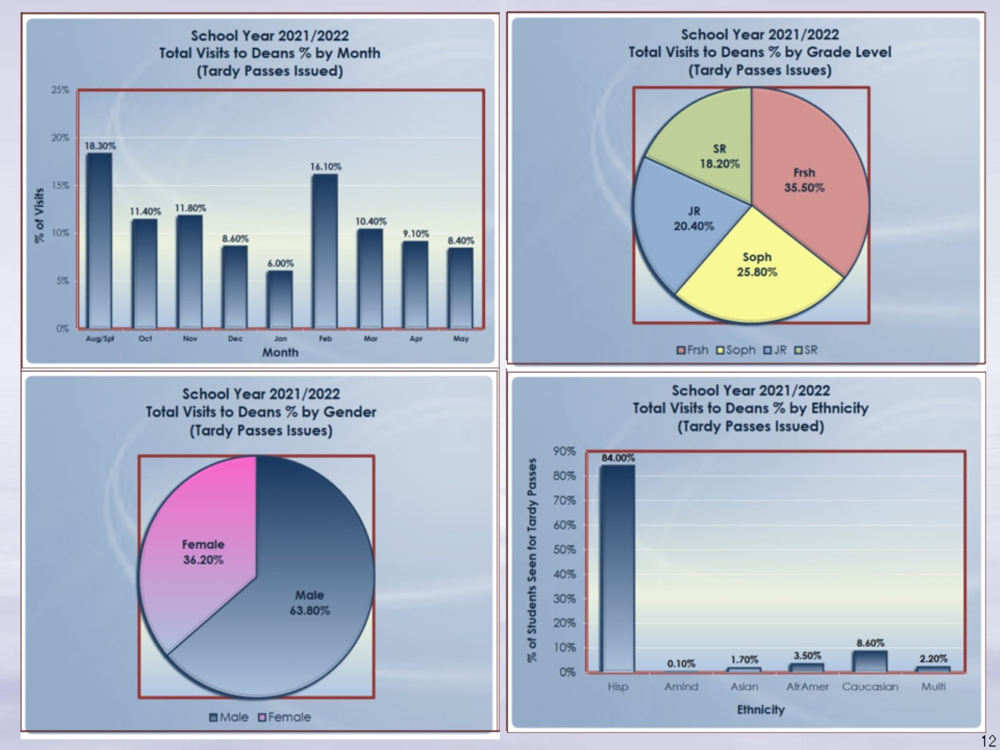 School Year 2021/2022
Total Visits to Deans % by Month
(Tardy Passes Issued)
25%
20%
15%
10%
5%
0%
% of Visits
18.30%
11.40%
11.80%
8.60%
6.00%
16.10%
10.40%
9.10%
8.40%
Aug/Spt Oct Nov Dec Jan Feb Mar Apr May
Month
School Year 2021/2022
Total Visits to Deans % by Grade Level
(Tardy Passes Issues)
SR
18.20%
Frsh
35.50%
JR
20.40%
Soph
25.80%
Frsh Soph JR SR
School Year 2021/2022
Total Visits to Deans % by Gender
(Tardy Passes Issues)
Female
36.20%
Male
63.80%
Male Female
School Year 2021/2022
Total Visits to Deans % by Ethnicity
(Tardy Passes Issued)
90%
80%
70%
60%
50%
40%
30%
20%
10%
0%
% of Students Seen for Tardy Passes
84.00%
0.10%
1.70%
3.50%
8.60%
2.20%
Hisp AmInd Asian AfrAmer Caucasian Multi
Ethnicity
12